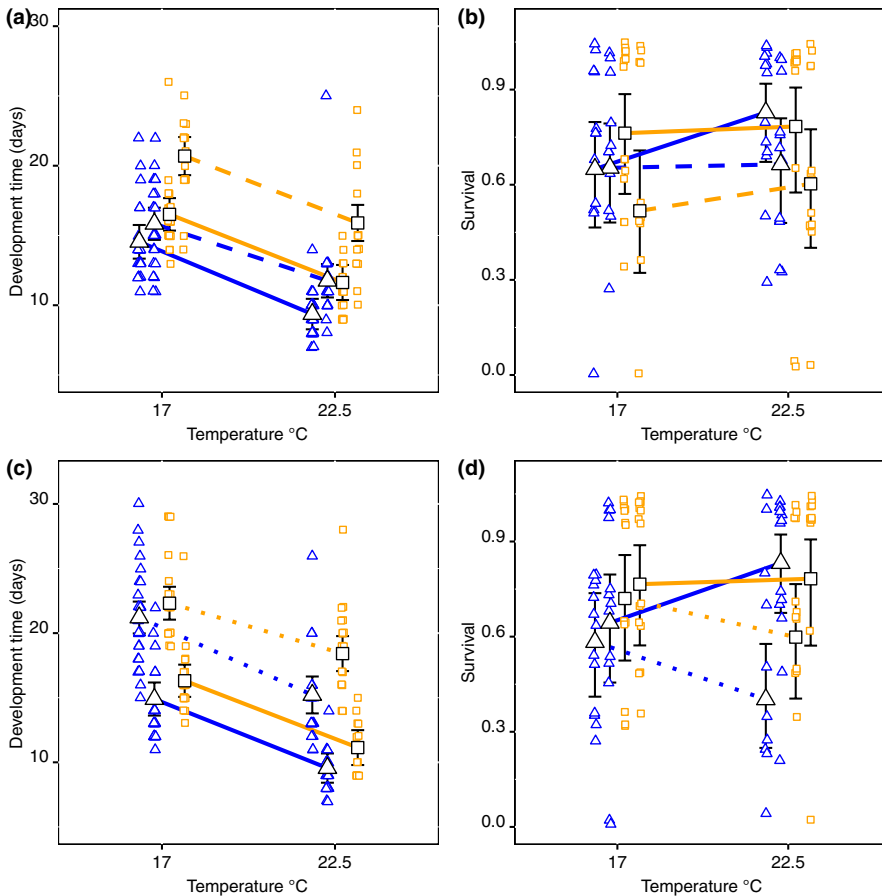 (a)
30
20
10
Development time (days)
17
22.5
Temperature °C
(b)
0.9
0.6
0.3
0.0
Survival
17
22.5
Temperature °C
(c)
30
20
10
Development time (days)
17
22.5
Temperature °C
(d)
0.9
0.6
0.3
0.0
Survival
17
22.5
Temperature °C